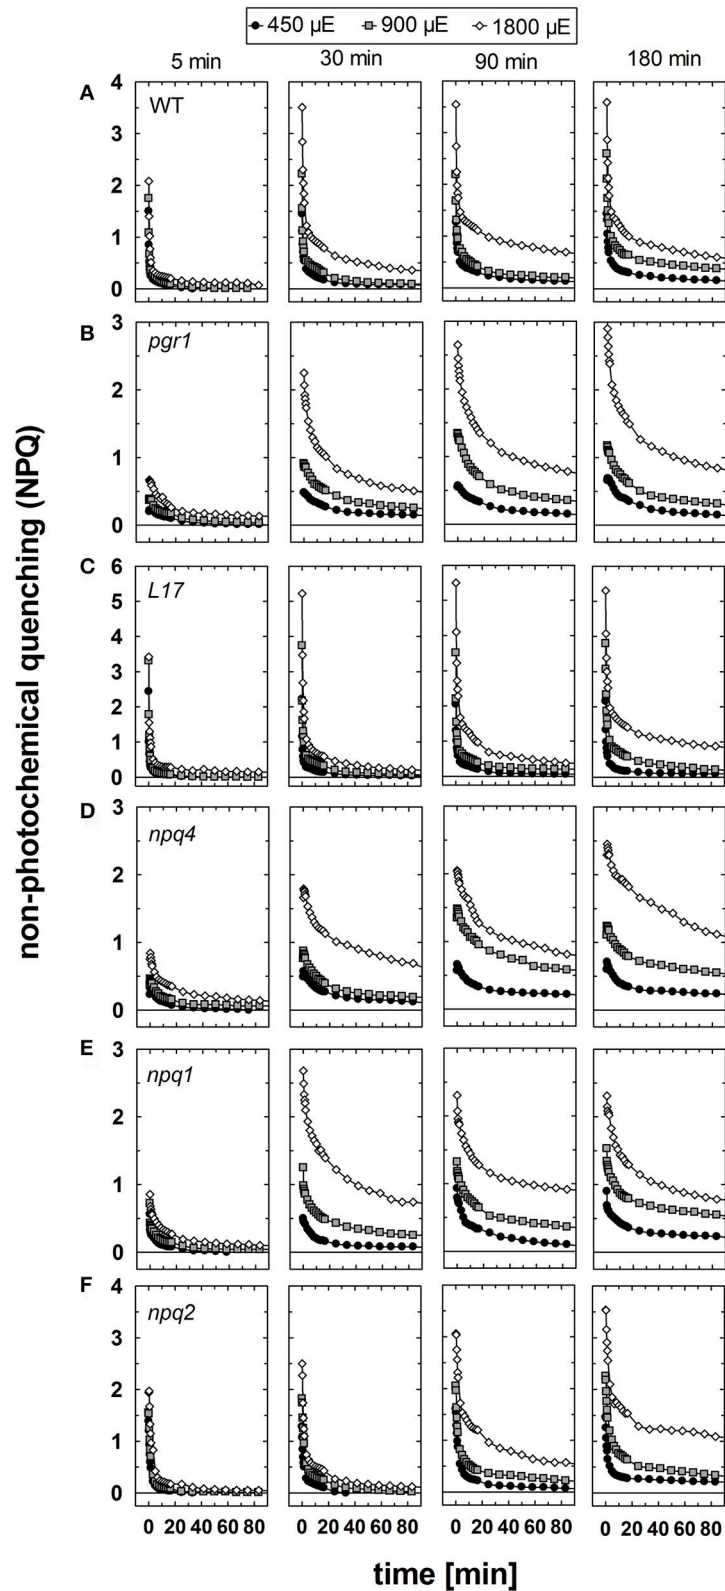 450 µE 900 µE 1800 µE
5 min 30 min 90 min 180 min
A
WT
4
3
2
1
0
B
pgr1
3
2
1
0
C
L17
6
5
4
3
2
1
0
D
npq4
3
2
1
0
E
npq1
3
2
1
0
F
npq2
4
3
2
1
0
non-photochemical quenching (NPQ)
0 20 40 60 80 0 20 40 60 80 0 20 40 60 80 0 20 40 60 80
time [min]